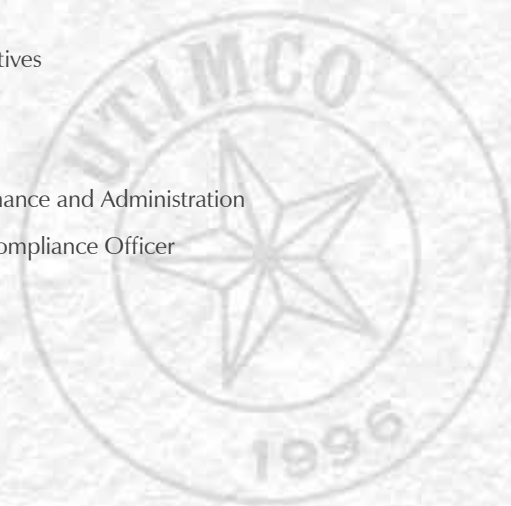 UTIMCO
tives
nance and Administration
ompliance Officer
1996